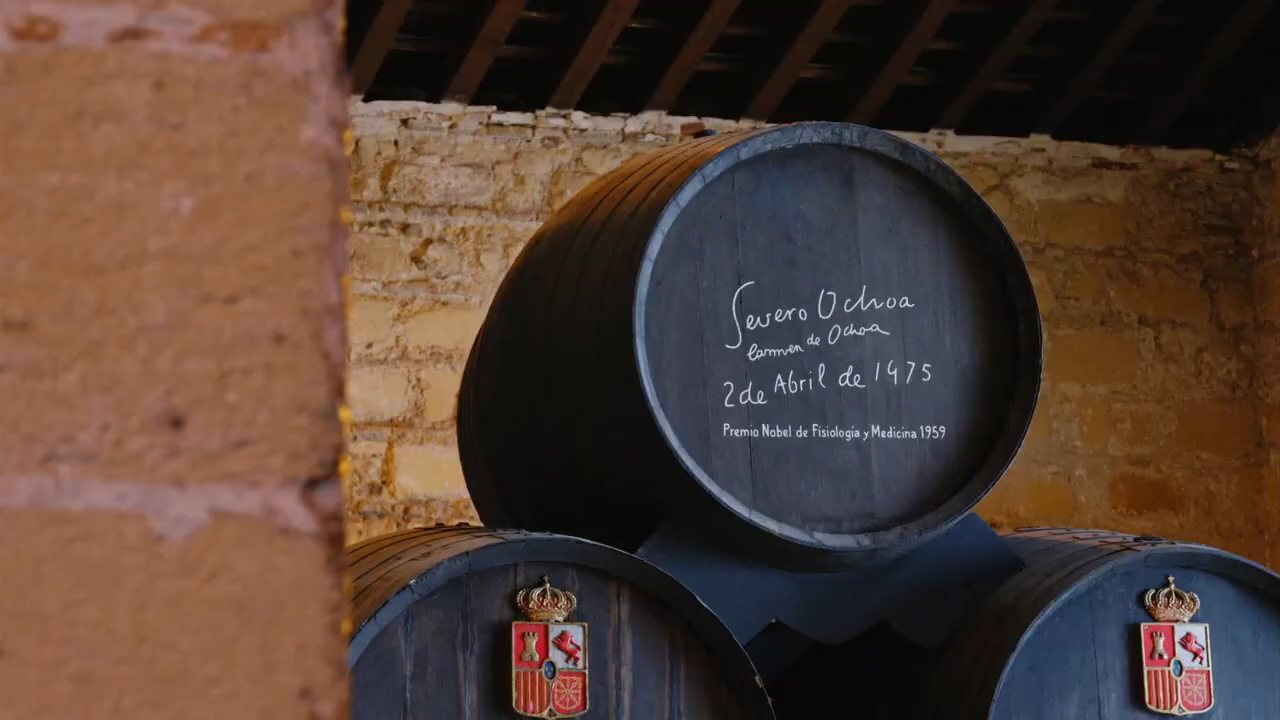 Severo Ochoa
Carmen de Ochoa
2 de Abril de 1975
Premio Nobel de Fisiología y Medicina 1959